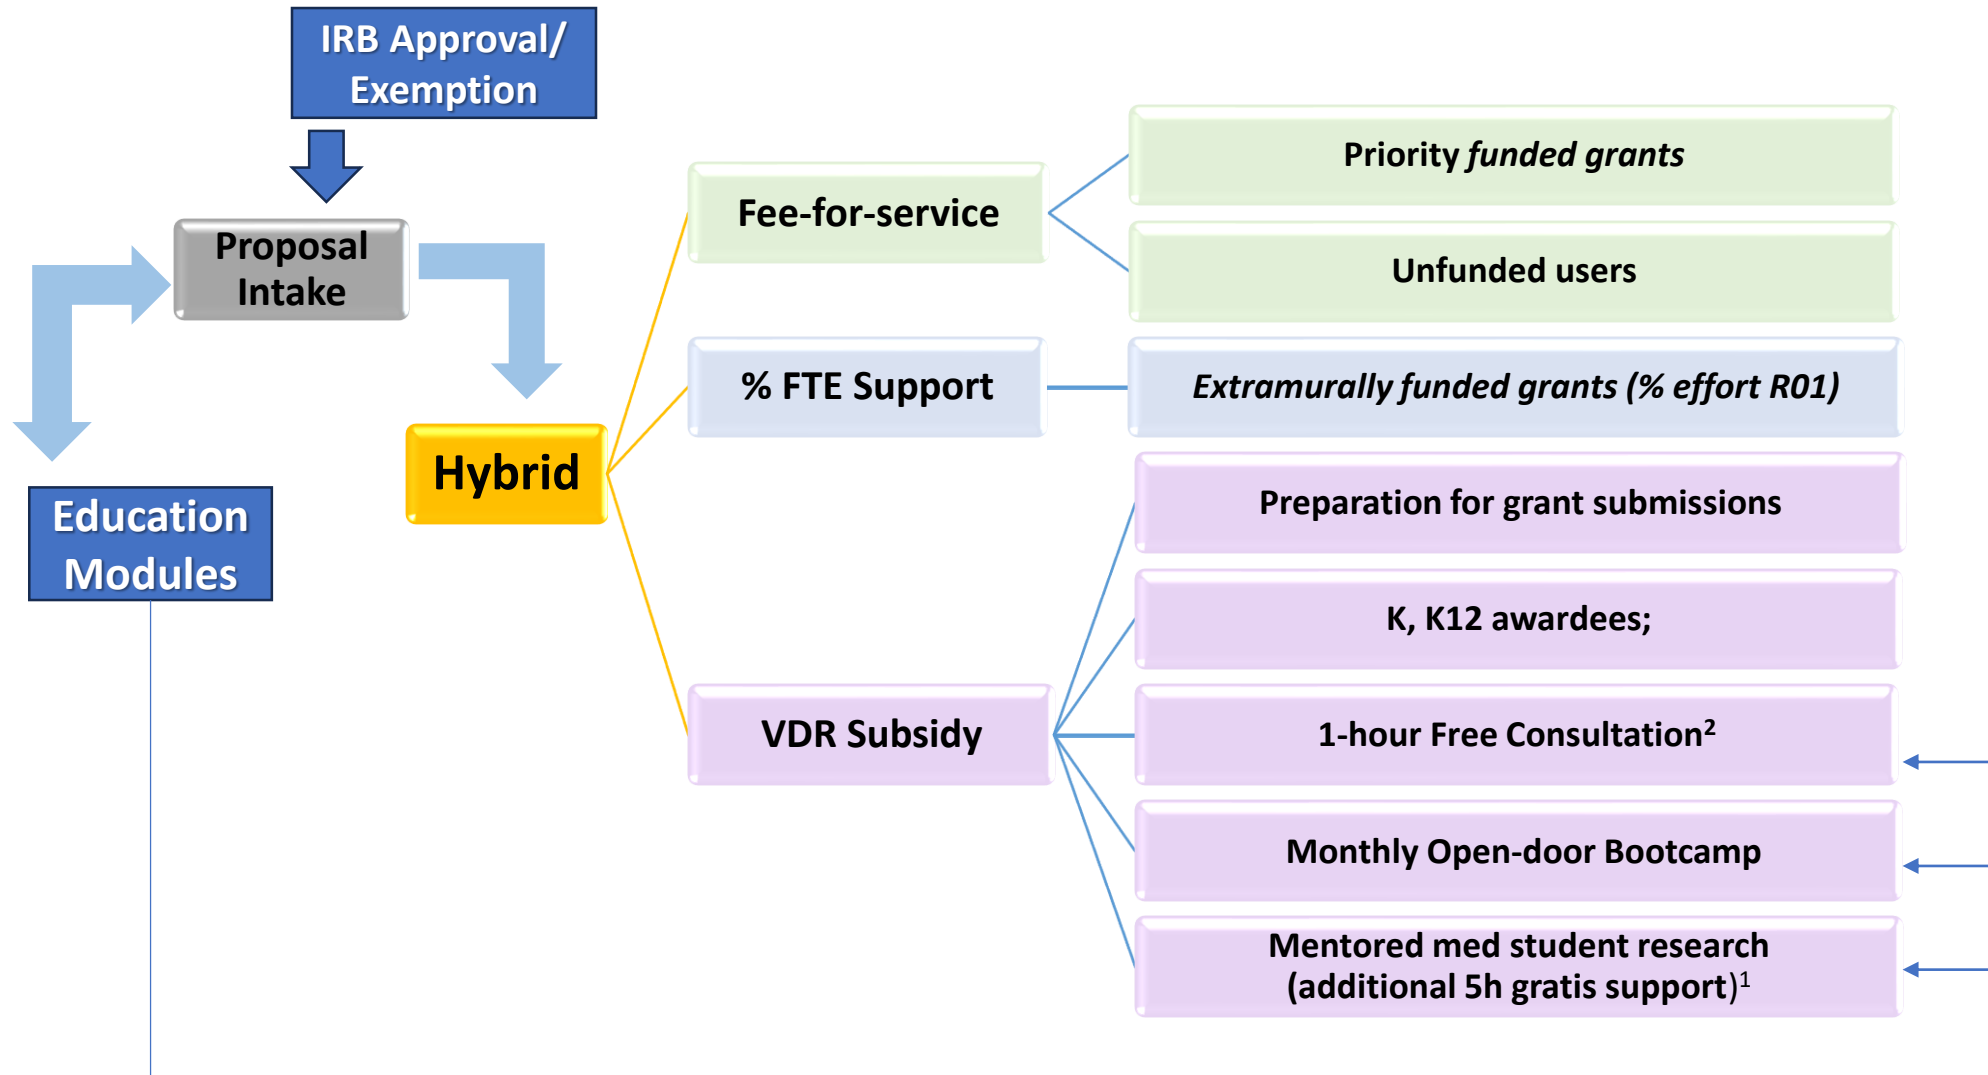 IRB Approval/
Exemption
Proposal
Intake
Education
Modules
Hybrid
Fee-for-service
Priority funded grants
Unfunded users
% FTE Support
Extramurally funded grants (% effort R01)
VDR Subsidy
Preparation for grant submissions
K, K12 awardees;
1-hour Free Consultation²
Monthly Open-door Bootcamp
Mentored med student research
(additional 5h gratis support)¹